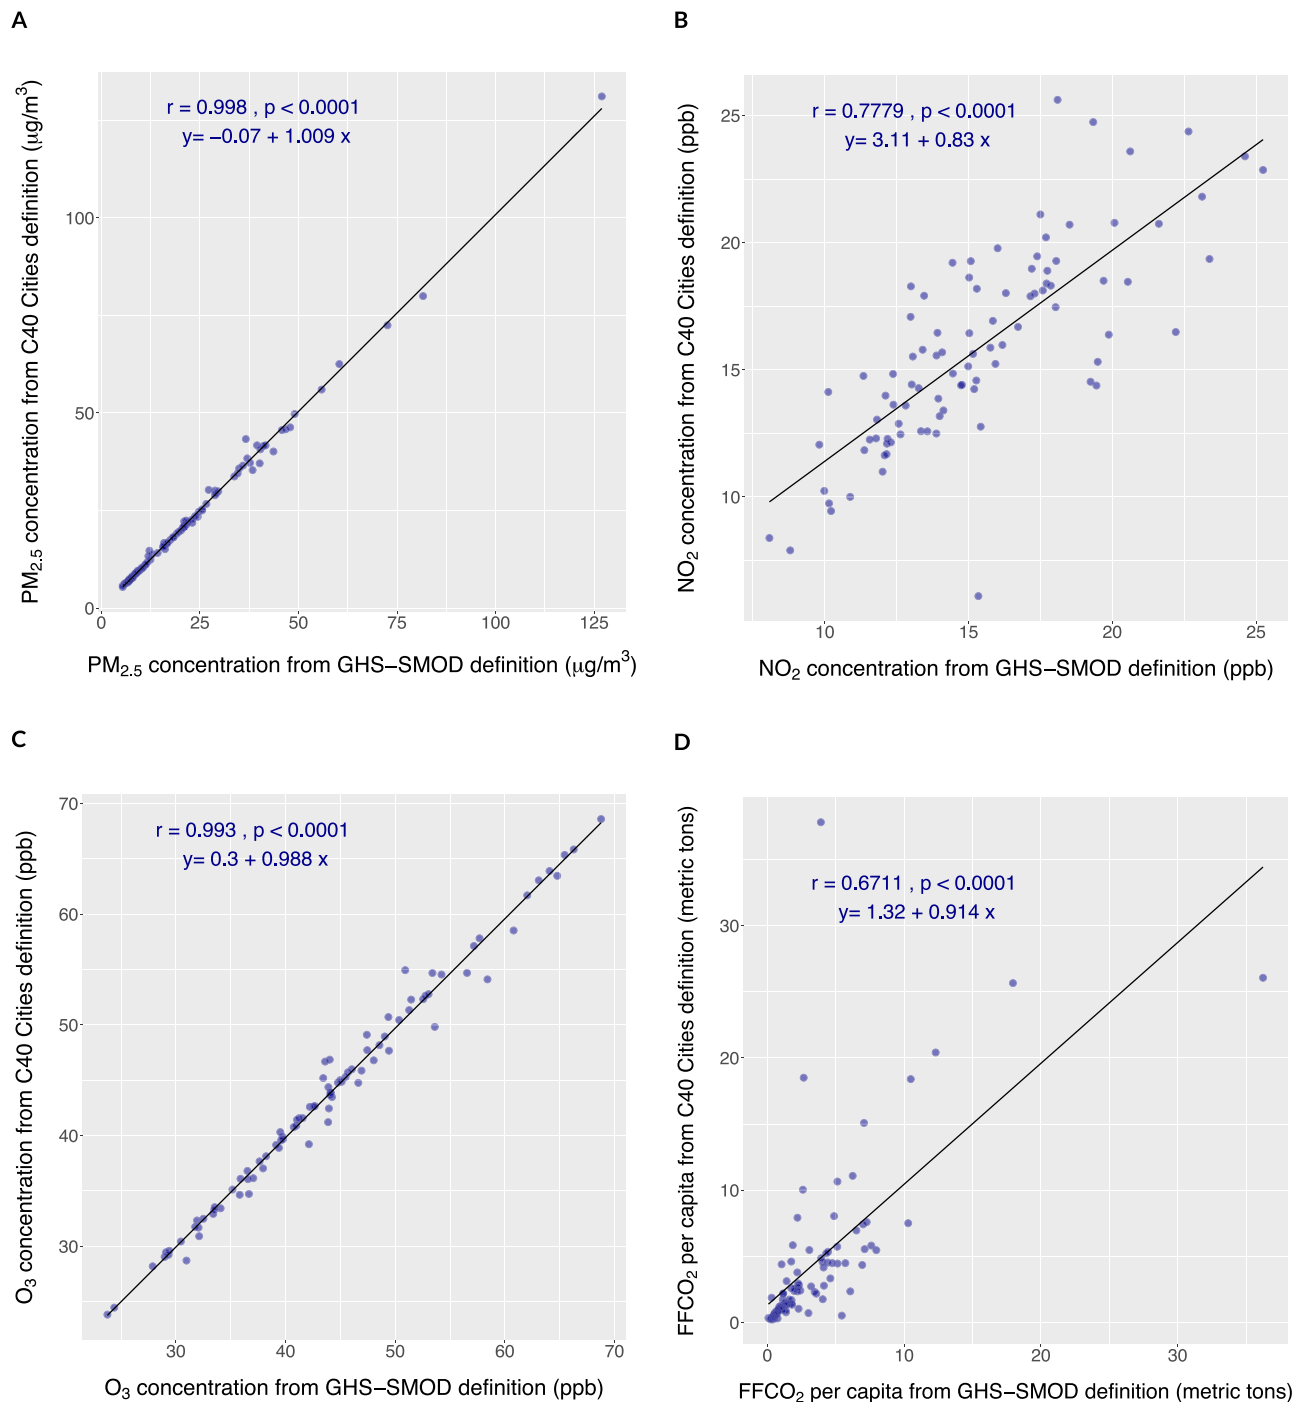 A
r = 0.998 , p < 0.0001
y= −0.07 + 1.009 x
PM2.5 concentration from C40 Cities definition (μg/m3)
100
50
0
0 25 50 75 100 125
PM2.5 concentration from GHS−SMOD definition (μg/m3)
B
r = 0.7779 , p < 0.0001
y= 3.11 + 0.83 x
NO2 concentration from C40 Cities definition (ppb)
25
20
15
10
10 15 20 25
NO2 concentration from GHS−SMOD definition (ppb)
C
r = 0.993 , p < 0.0001
y= 0.3 + 0.988 x
O3 concentration from C40 Cities definition (ppb)
70
60
50
40
30
30 40 50 60 70
O3 concentration from GHS−SMOD definition (ppb)
D
r = 0.6711 , p < 0.0001
y= 1.32 + 0.914 x
FFCO2 per capita from C40 Cities definition (metric tons)
30
20
10
0
0 10 20 30
FFCO2 per capita from GHS−SMOD definition (metric tons)